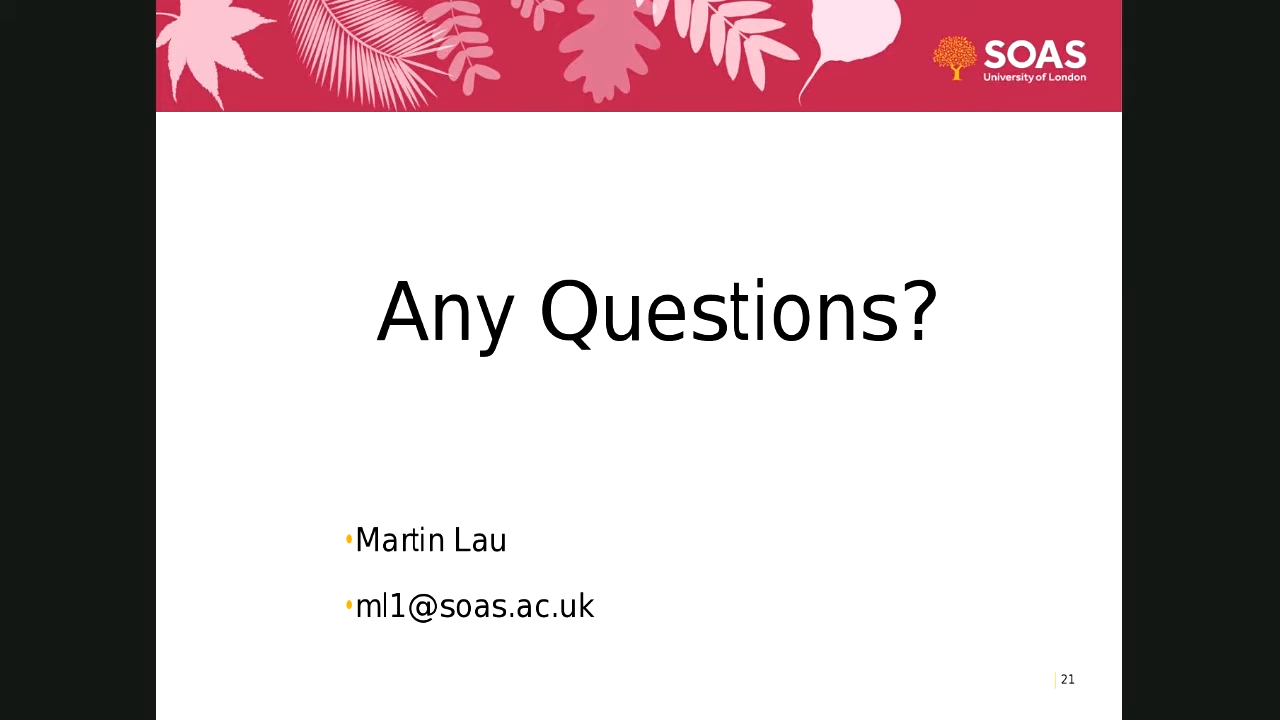 SOAS
University of London
Any Questions?
•Martin Lau
•ml1@soas.ac.uk
21